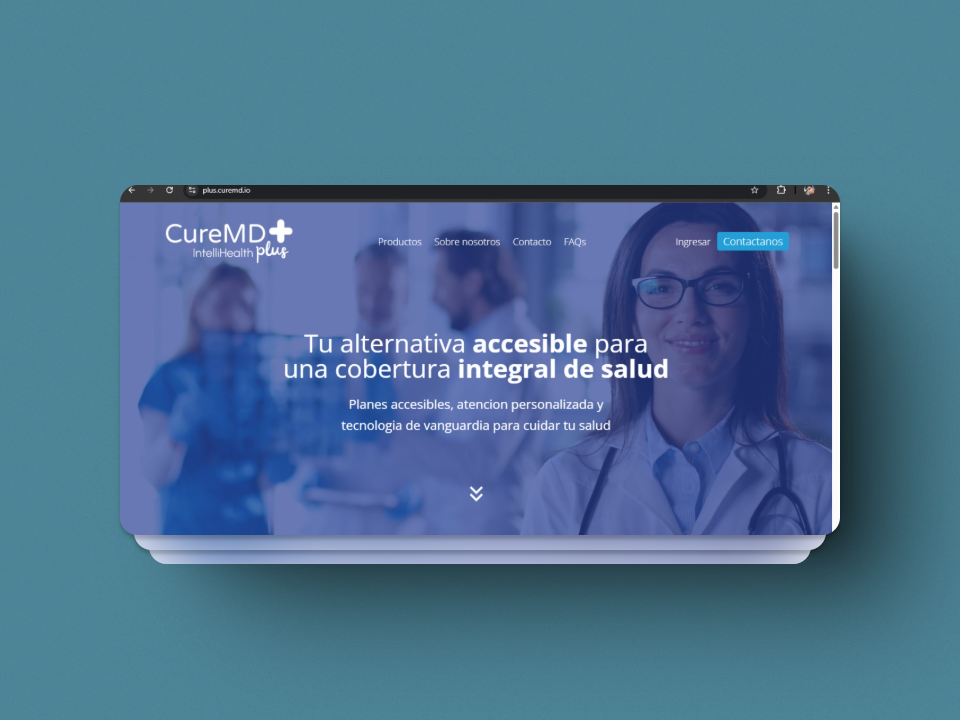 plus.curemd.io
CureMD
IntelliHealth plus
Productos Sobre nosotros Contacto FAQs
Ingresar Contactanos
Tu alternativa accesible para
una cobertura integral de salud
Planes accesibles, atencion personalizada y
tecnologia de vanguardia para cuidar tu salud